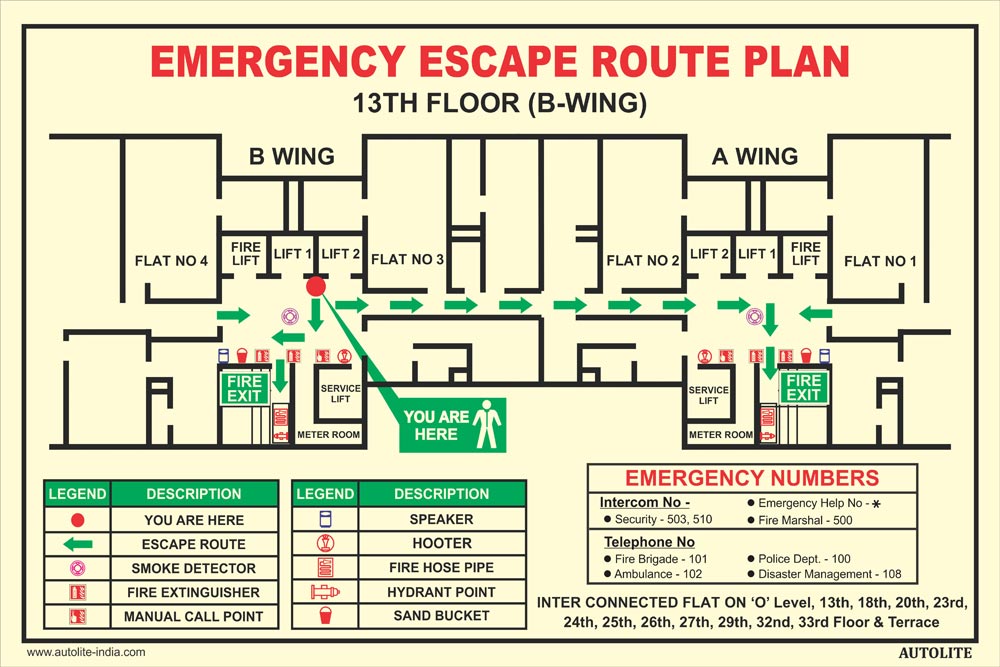 EMERGENCY ESCAPE ROUTE PLAN
13TH FLOOR (B-WING)
B WING
A WING
FLAT NO 4
FIRE LIFT
LIFT 1
LIFT 2
FLAT NO 3
FLAT NO 2
LIFT 2
LIFT 1
FIRE LIFT
FLAT NO 1
FIRE EXIT
SERVICE LIFT
METER ROOM
YOU ARE
HERE
SERVICE LIFT
METER ROOM
FIRE EXIT
LEGEND DESCRIPTION
YOU ARE HERE
ESCAPE ROUTE
SMOKE DETECTOR
FIRE EXTINGUISHER
MANUAL CALL POINT
LEGEND DESCRIPTION
SPEAKER
HOOTER
FIRE HOSE PIPE
HYDRANT POINT
SAND BUCKET
EMERGENCY NUMBERS
Intercom No -
● Security - 503, 510
● Emergency Help No - *
● Fire Marshal - 500
Telephone No
● Fire Brigade - 101
● Ambulance - 102
● Police Dept. - 100
● Disaster Management - 108
INTER CONNECTED FLAT ON ‘O’ Level, 13th, 18th, 20th, 23rd,
24th, 25th, 26th, 27th, 29th, 32nd, 33rd Floor & Terrace
www.autolite-india.com
AUTOLITE